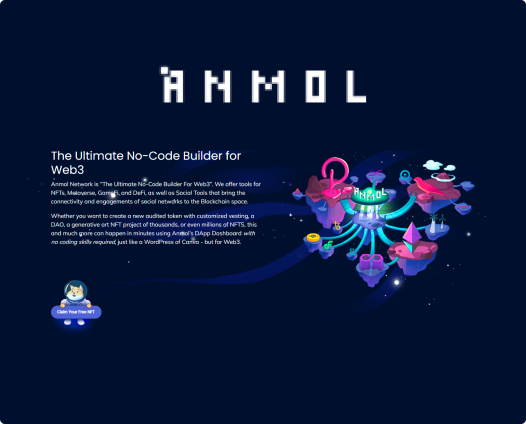 ANMOL
The Ultimate No-Code Builder for
Web3
Anmol Network is "The Ultimate No-Code Builder For Web3". We offer tools for
NFTs, Metaverse, GameFi, and DeFi, as well as Social Tools that bring the
connectivity and engagements of social networks to the Blockchain space.
Whether you want to create a new audited token with customized vesting, a
DAO, a generative art NFT project of thousands, or even millions of NFTS, this
and much more can happen in minutes using Anmol's DApp Dashboard with
no coding skills required, just like a WordPress of Canva - but for Web3.
ANMOL
Claim Your Free NFT